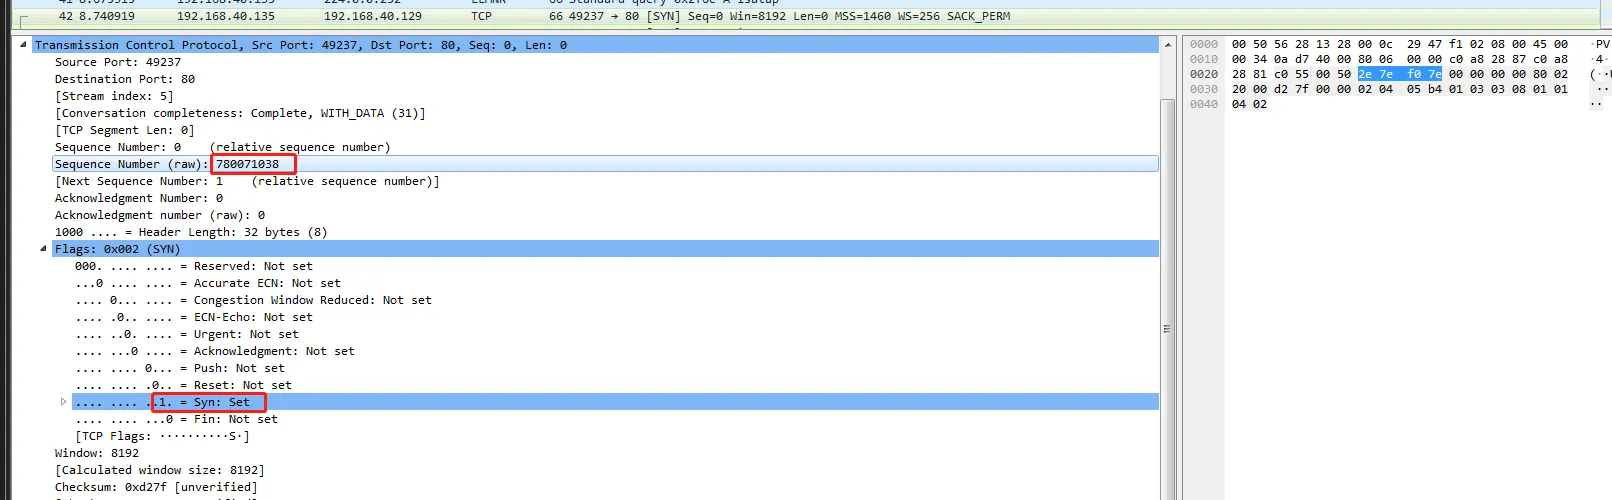 42 8.740919 192.168.40.135 192.168.40.129 TCP 66 49237 → 80 [SYN] Seq=0 Win=8192 Len=0 MSS=1460 WS=256 SACK_PERM
Transmission Control Protocol, Src Port: 49237, Dst Port: 80, Seq: 0, Len: 0
Source Port: 49237
Destination Port: 80
[Stream index: 5]
[Conversation completeness: Complete, WITH_DATA (31)]
[TCP Segment Len: 0]
Sequence Number: 0 (relative sequence number)
Sequence Number (raw): 780071038
[Next Sequence Number: 1 (relative sequence number)]
Acknowledgment Number: 0
Acknowledgment number (raw): 0
1000 .... = Header Length: 32 bytes (8)
Flags: 0x002 (SYN)
000. .... .... = Reserved: Not set
...0 .... .... = Accurate ECN: Not set
.... 0... .... = Congestion Window Reduced: Not set
.... .0.. .... = ECN-Echo: Not set
.... ..0. .... = Urgent: Not set
.... ...0 .... = Acknowledgment: Not set
.... .... 0... = Push: Not set
.... .... .0.. = Reset: Not set
.... .... ..1. = Syn: Set
.... .... ...0 = Fin: Not set
[TCP Flags: ··········S·]
Window: 8192
[Calculated window size: 8192]
Checksum: 0xd27f [unverified]
0000 00 50 56 28 13 28 00 0c 29 47 f1 02 08 00 45 00 ·PV
0010 00 34 0a d7 40 00 80 06 00 00 c0 a8 28 87 c0 a8 ·4·
0020 28 81 c0 55 00 50 2e 7e f0 7e 00 00 00 00 80 02 (··
0030 20 00 d2 7f 00 00 02 04 05 b4 01 03 03 08 01 01 ··
0040 04 02 ··